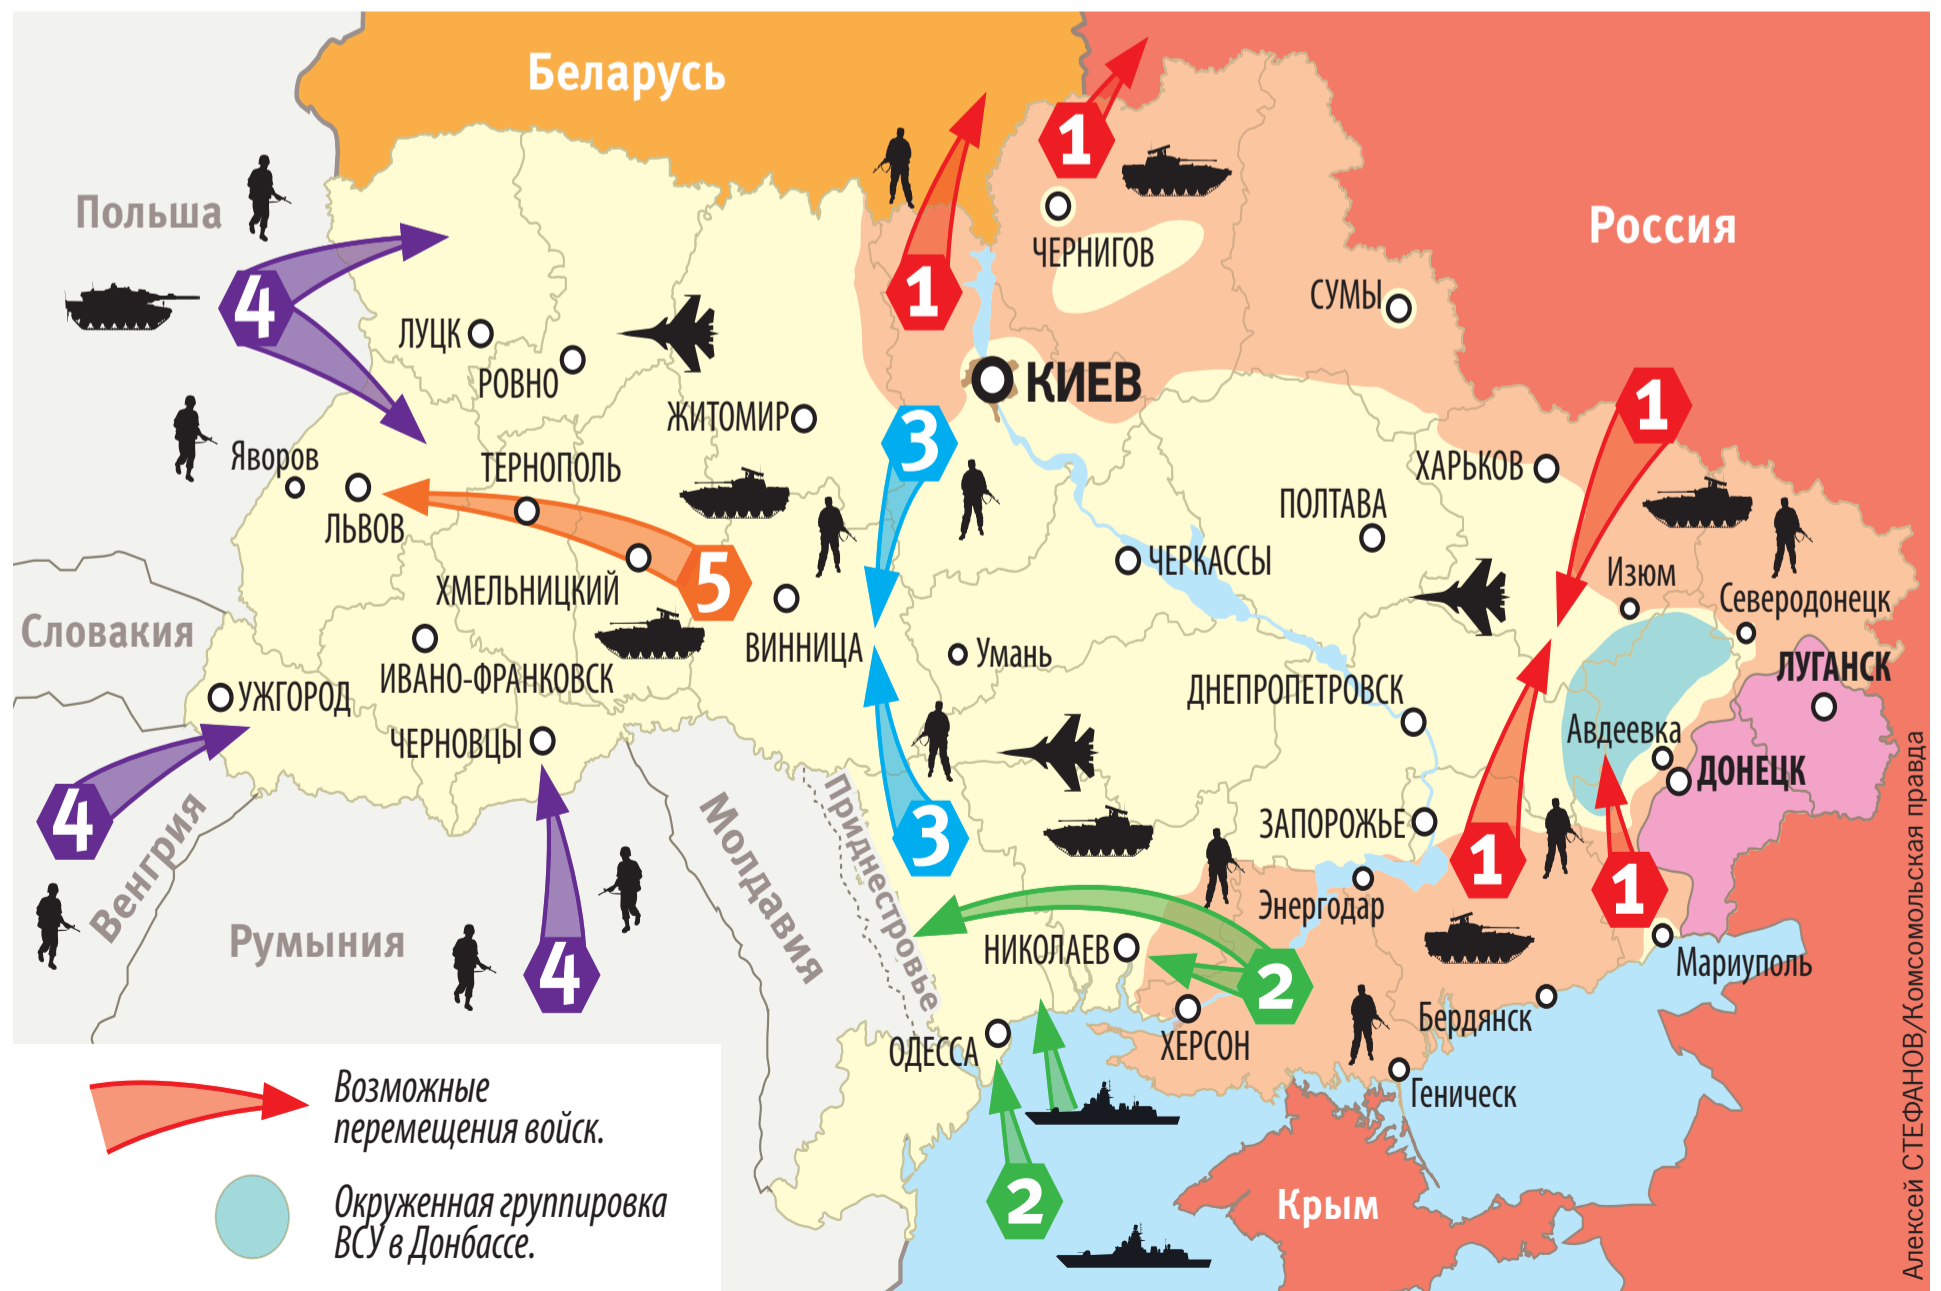 Беларусь
Россия
Польша
1
1
ЧЕРНИГОВ
4
1
СУМЫ
ЛУЦК
РОВНО
КИЕВ
ЖИТОМИР
1
3
Яворов
ТЕРНОПОЛЬ
ХАРЬКОВ
ЛЬВОВ
ПОЛТАВА
ХМЕЛЬНИЦКИЙ
5
ЧЕРКАССЫ
Изюм
Северодонецк
Словакия
ВИННИЦА
Умань
ЛУГАНСК
ИВАНО-ФРАНКОВСК
УЖГОРОД
ДНЕПРОПЕТРОВСК
ЧЕРНОВЦЫ
Авдеевка
ДОНЕЦК
4
Венгрия
Молдавия
Приднестровье
3
ЗАПОРОЖЬЕ
1
1
Энергодар
Румыния
4
НИКОЛАЕВ
2
Мариуполь
Бердянск
ОДЕССА
ХЕРСОН
Геническ
2
Крым
Возможные
перемещения войск.
Окруженная группировка
ВСУ в Донбассе.
Алексей СТЕФАНОВ/Комсомольская правда